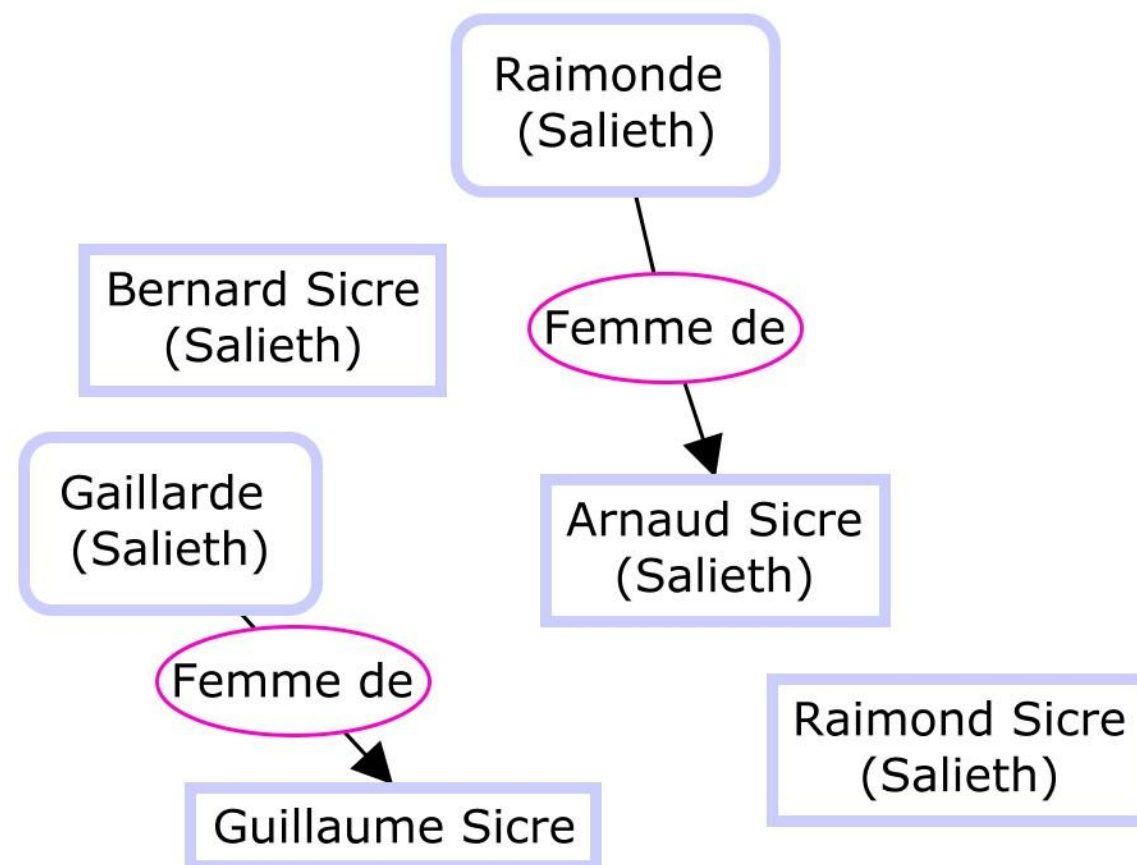 Raimonde
(Salieth)
Bernard Sicre
(Salieth)
Femme de
Gaillarde
(Salieth)
Arnaud Sicre
(Salieth)
Femme de
Raimond Sicre
(Salieth)
Guillaume Sicre